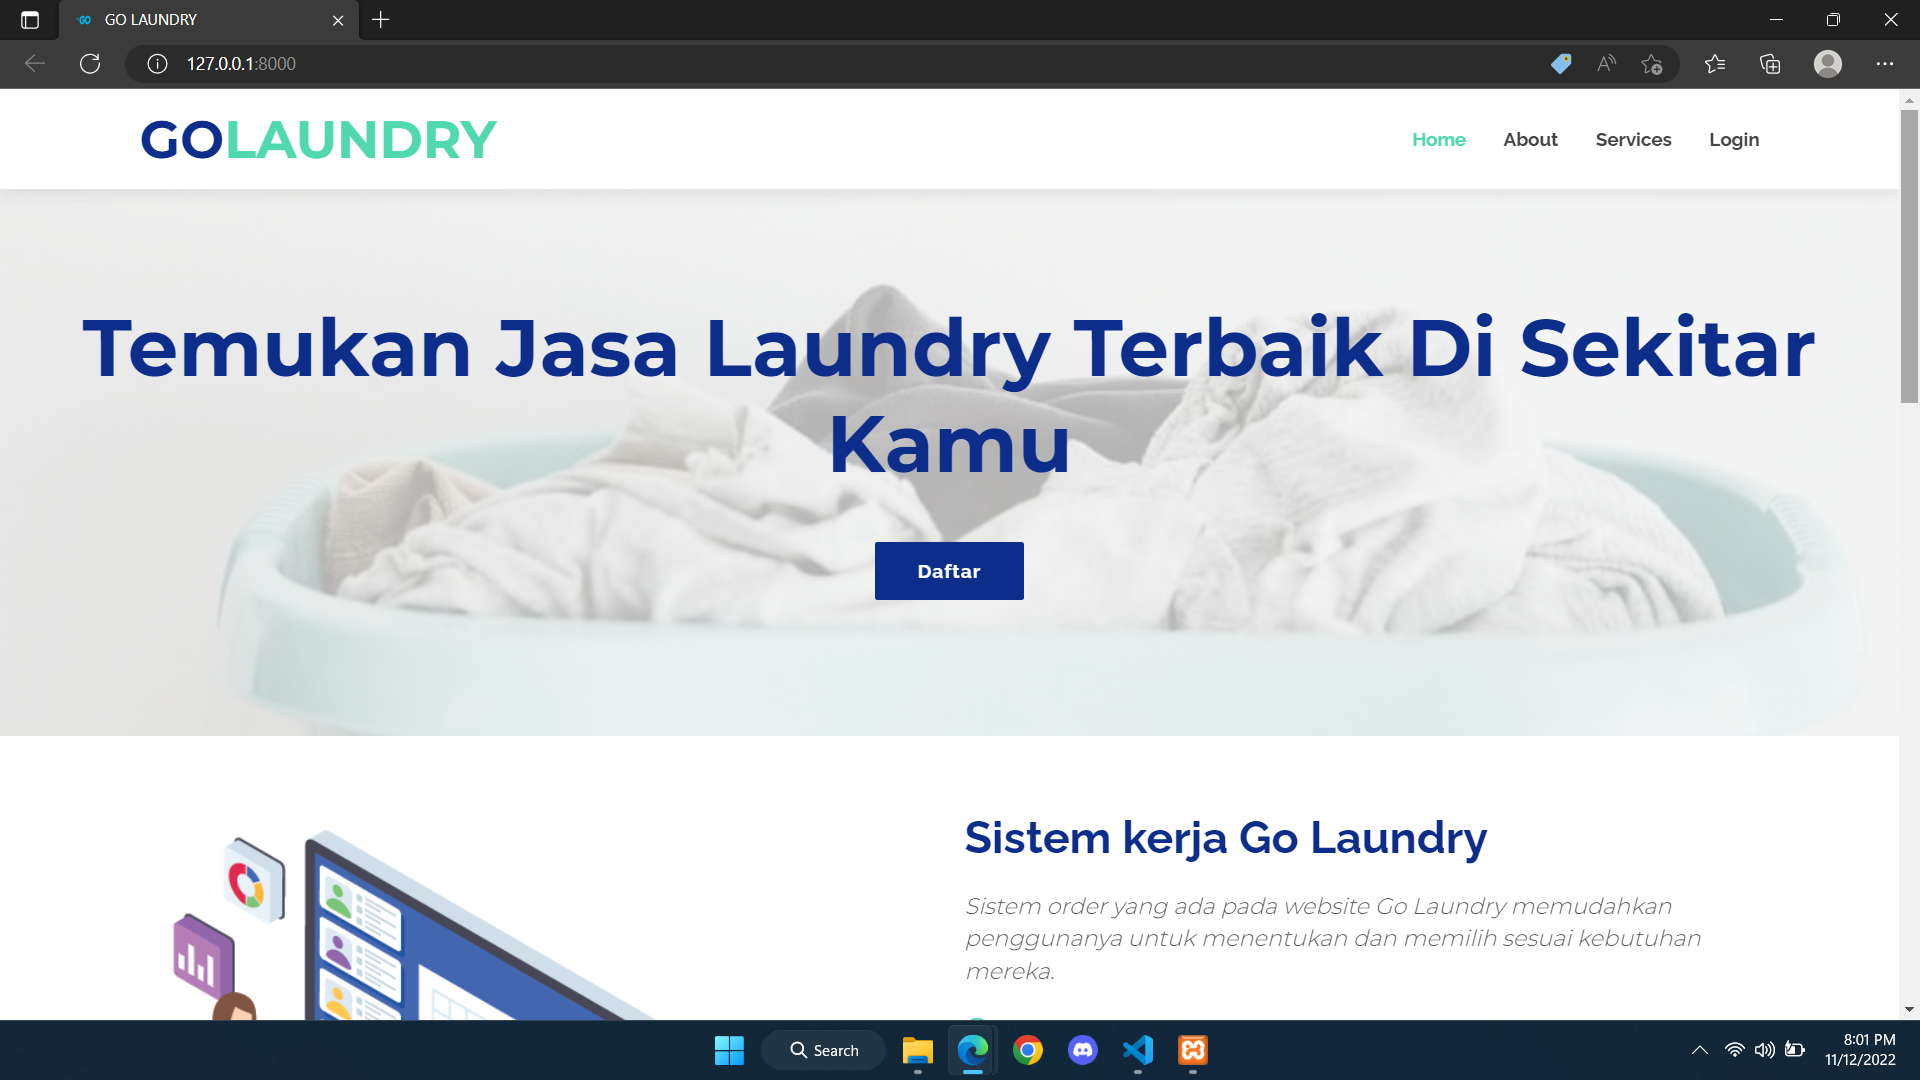 GO LAUNDRY
127.0.0.1:8000
GOLAUNDRY
Home About Services Login
Temukan Jasa Laundry Terbaik Di Sekitar
Kamu
Daftar
Sistem kerja Go Laundry
Sistem order yang ada pada website Go Laundry memudahkan
penggunanya untuk menentukan dan memilih sesuai kebutuhan
mereka.
Search
8:01 PM
11/12/2022